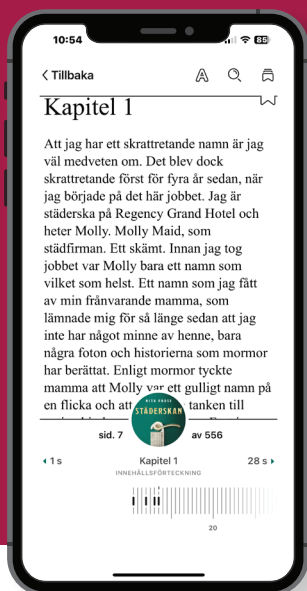 10:54
85
Tillbaka
A
Kapitel 1
Att jag har ett skrattretande namn är jag
väl medveten om. Det blev dock
skrattretande först för fyra år sedan, när
jag började på det här jobbet. Jag är
städerska på Regency Grand Hotel och
heter Molly. Molly Maid, som
städfirman. Ett skämt. Innan jag tog
jobbet var Molly bara ett namn som
vilket som helst. Ett namn som jag fått
av min frånvarande mamma, som
lämnade mig för så länge sedan att jag
inte har något minne av henne, bara
några foton och historierna som mormor
har berättat. Enligt mormor tyckte
mamma att Molly var ett gulligt namn på
en flicka och att tanken till
NITA PROSE
STÄDERSKAN
sid. 7
av 556
1 s
Kapitel 1
28 s
INNEHÅLLSFÖRTECKNING
20